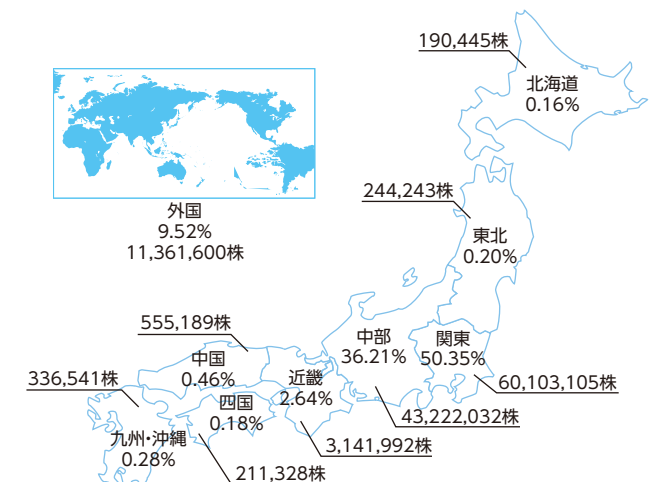 190,445株
北海道
0.16%
244,243株
外国
9.52%
11,361,600株
東北
0.20%
555,189株
中部
36.21%
関東
50.35%
中国
0.46%
336,541株
近畿
2.64%
60,103,105株
四国
0.18%
43,222,032株
九州・沖縄
0.28%
3,141,992株
211,328株